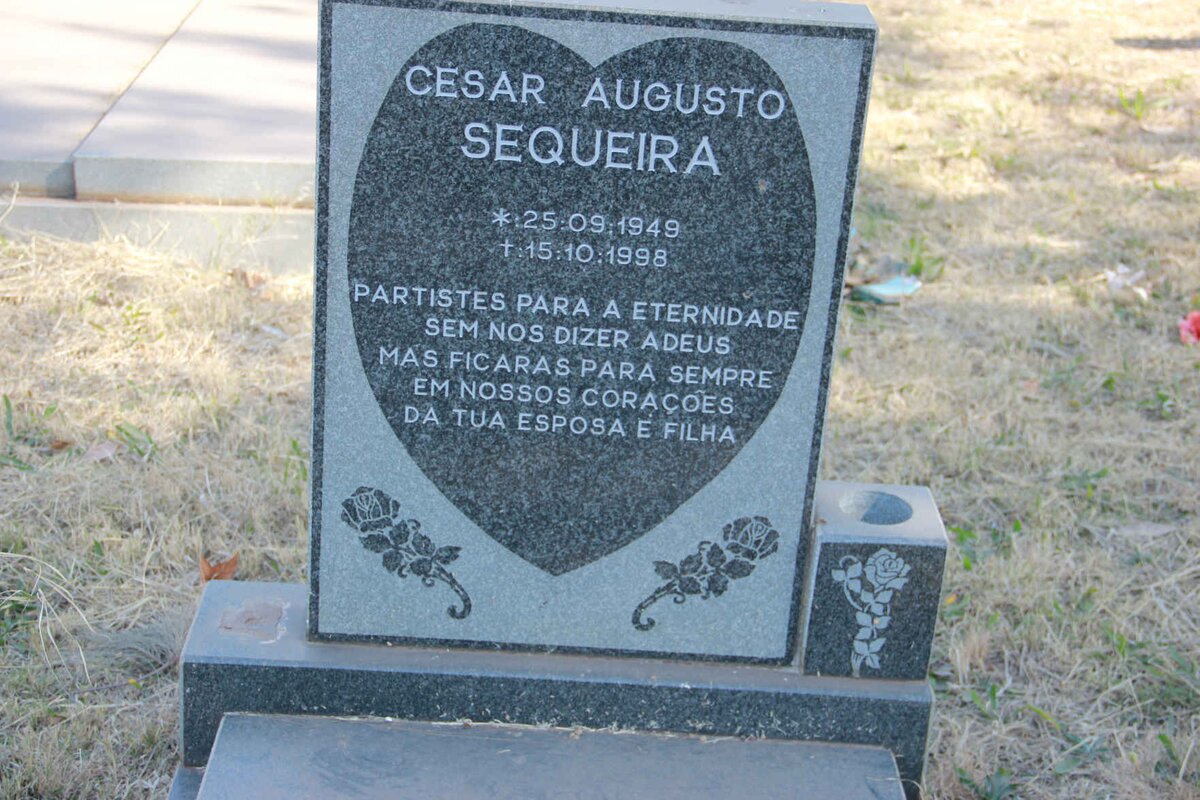 CESAR AUGUSTO
SEQUEIRA
*:25:09:1949
†:15:10:1998
PARTISTES PARA A ETERNIDADE
SEM NOS DIZER ADEUS
MAS FICARAS PARA SEMPRE
EM NOSSOS CORAÇOES
DA TUA ESPOSA E FILHA